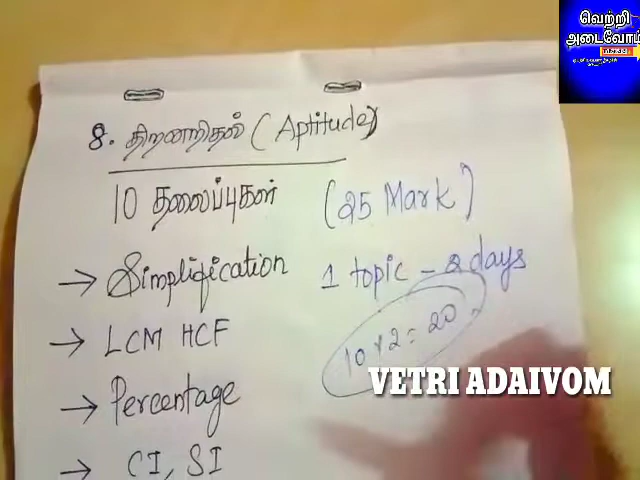 வெற்றி
அடைவோம்
8. திறனறிதல் (Aptitude)
10 தலைப்புகள் (25 Mark)
→ Simplification 1 topic - 2 days
10 x 2 = 20
→ LCM HCF
VETRI ADAIVOM
→ Percentage
→ CI, SI